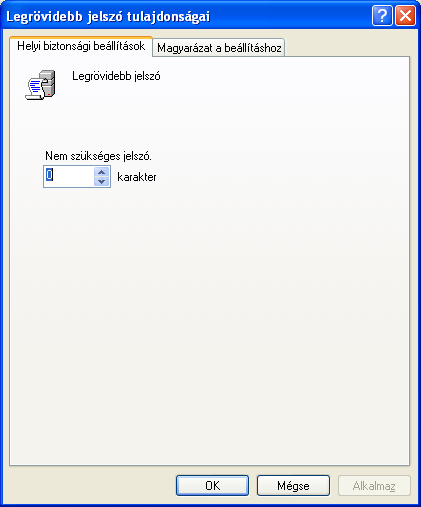 Legrövidebb jelszó tulajdonságai
Helyi biztonsági beállítások
Magyarázat a beállításhoz
Legrövidebb jelszó
Nem szükséges jelszó.
0 karakter
OK
Mégse
Alkalmaz